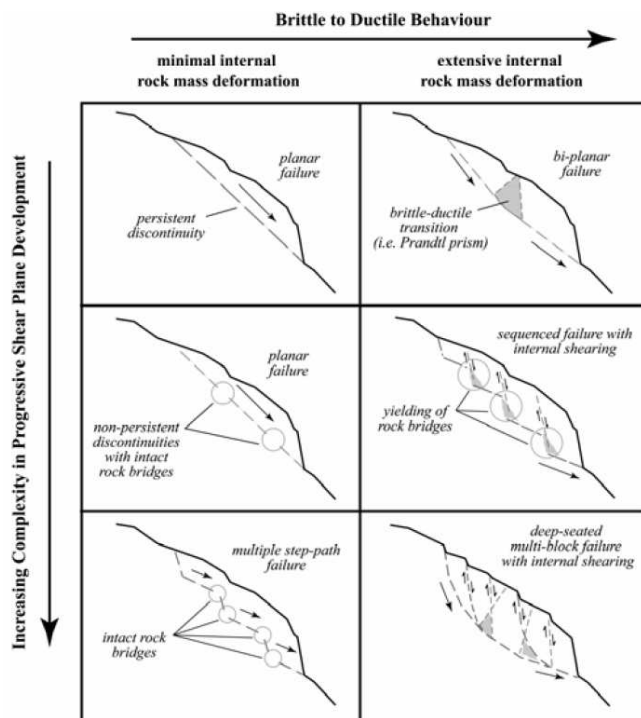 Brittle to Ductile Behaviour
minimal internal
rock mass deformation
extensive internal
rock mass deformation
Increasing Complexity in Progressive Shear Plane Development
planar
failure
persistent
discontinuity
bi-planar
failure
brittle-ductile
transition
(i.e. Prandtl prism)
planar
failure
non-persistent
discontinuities
with intact
rock bridges
sequenced failure with
internal shearing
yielding of
rock bridges
multiple step-path
failure
intact rock
bridges
deep-seated
multi-block failure
with internal shearing